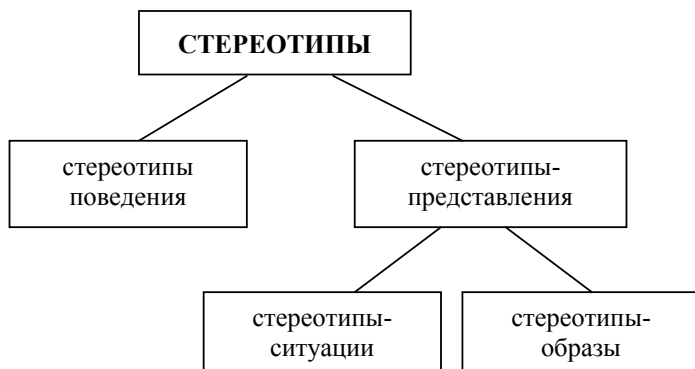 СТЕРЕОТИПЫ
стереотипы
поведения
стереотипы-
представления
стереотипы-
ситуации
стереотипы-
образы